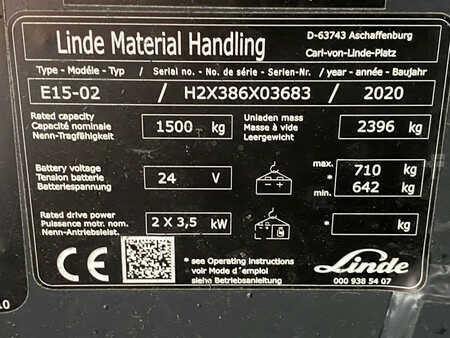 Linde Material Handling
D-63743 Aschaffenburg
Carl-von-Linde-Platz
Type - Modéle - Typ / Serial no. - No. de série - Serien-Nr. / year - année - Baujahr
E15-02 / H2X386X03683 / 2020
Rated capacity
Capacité nominale
Nenn-Tragfähigkeit
1500 kg
Unladen mass
Masse à vide
Leergewicht
2396 kg
Battery voltage
Tension batterie
Batteriespannung
24 V
max. 710 kg
*
min. 642 kg
Rated drive power
Puissance motr. nom.
Nenn-Antriebsleist.
2 X 3,5 kW
* kg
CE
* see Operating Instructions
voir Mode d´emploi
siehe Betriebsanleitung
Linde
000 938 54 07